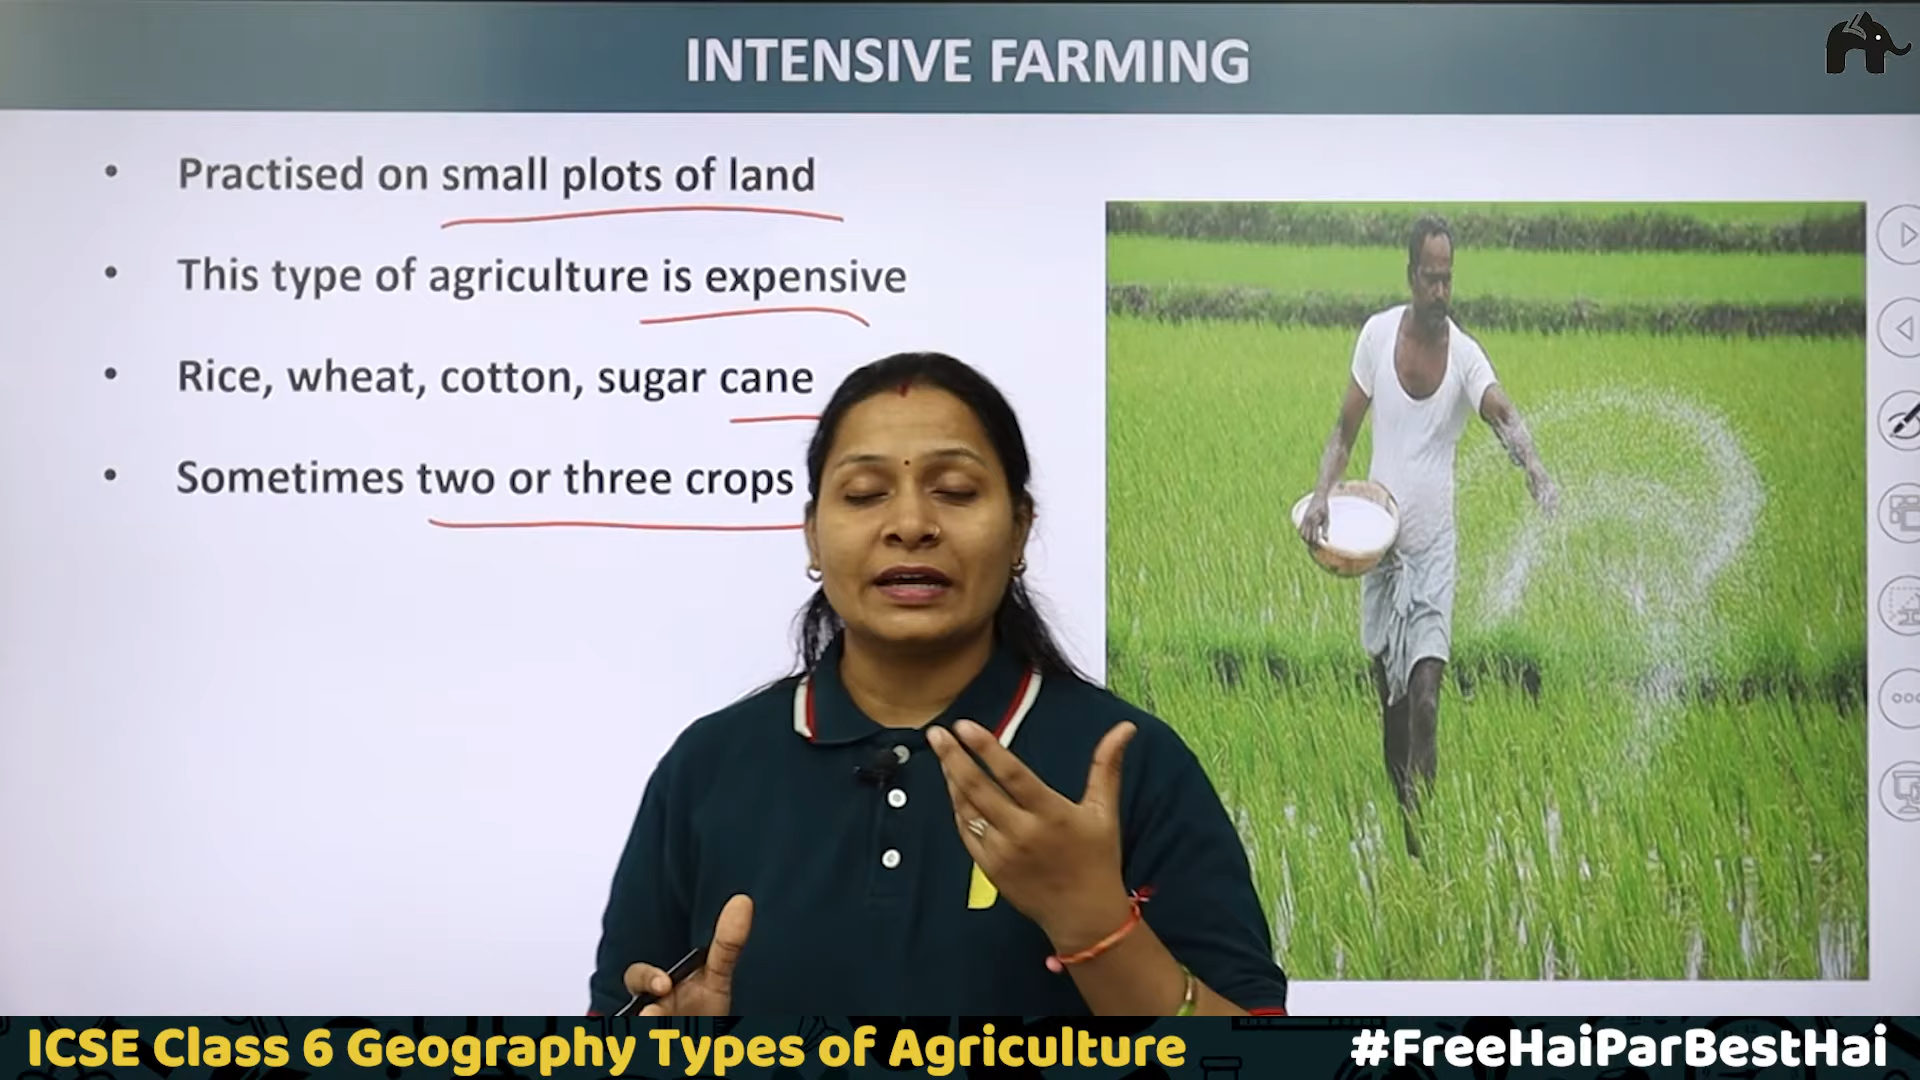 INTENSIVE FARMING
• Practised on small plots of land
• This type of agriculture is expensive
• Rice, wheat, cotton, sugar cane
• Sometimes two or three crops
ICSE Class 6 Geography Types of Agriculture
#FreeHaiParBestHai